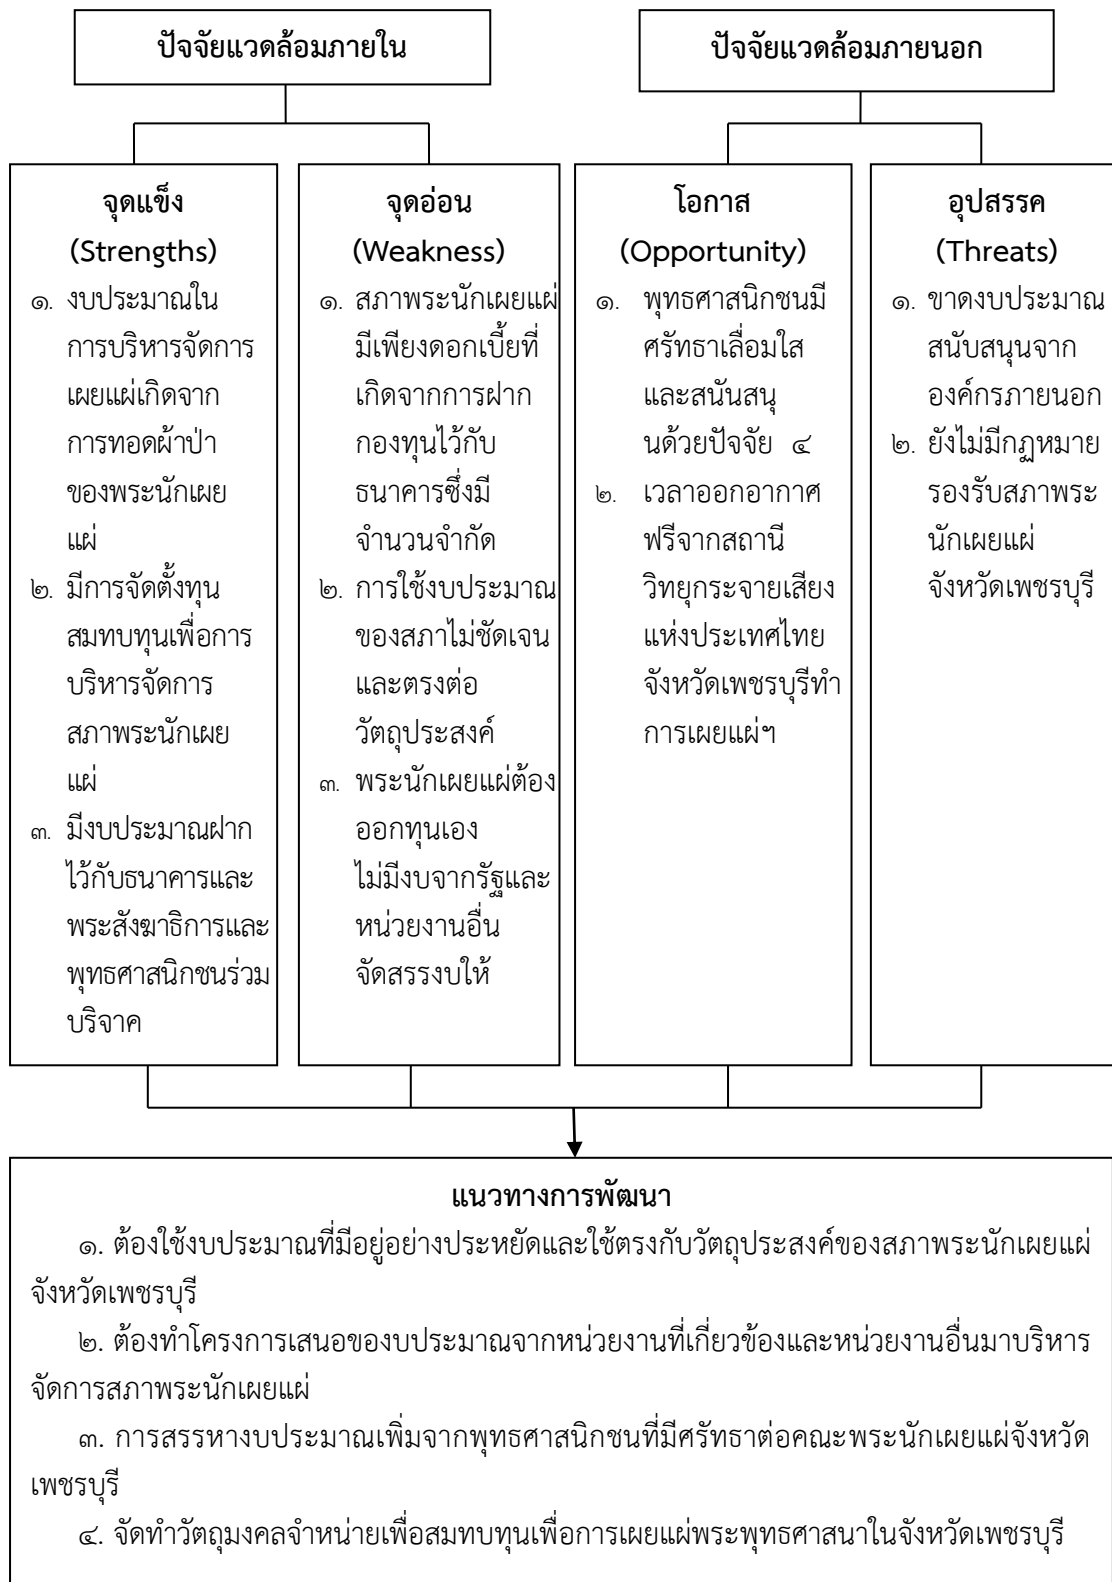 ปัจจัยแวดล้อมภายใน
ปัจจัยแวดล้อมภายนอก
จุดแข็ง
(Strengths)
๑. งบประมาณใน
การบริหารจัดการ
เผยแผ่เกิดจาก
การทอดผ้าป่า
ของพระนักเผย
แผ่
๒. มีการจัดตั้งทุน
สมทบทุนเพื่อการ
บริหารจัดการ
สภาพระนักเผย
แผ่
๓. มีงบประมาณฝาก
ไว้กับธนาคารและ
พระสังฆาธิการและ
พุทธศาสนิกชนร่วม
บริจาค
จุดอ่อน
(Weakness)
๑. สภาพระนักเผยแผ่
มีเพียงดอกเบี้ยที่
เกิดจากการฝาก
กองทุนไว้กับ
ธนาคารซึ่งมี
จำนวนจำกัด
๒. การใช้งบประมาณ
ของสภาไม่ชัดเจน
และตรงต่อ
วัตถุประสงค์
๓. พระนักเผยแผ่ต้อง
ออกทุนเอง
ไม่มีงบจากรัฐและ
หน่วยงานอื่น
จัดสรรงบให้
โอกาส
(Opportunity)
๑. พุทธศาสนิกชนมี
ศรัทธาเลื่อมใส
และสนันสนุ
นด้วยปัจจัย ๔
๒. เวลาออกอากาศ
ฟรีจากสถานี
วิทยุกระจายเสียง
แห่งประเทศไทย
จังหวัดเพชรบุรีทำ
การเผยแผ่ฯ
อุปสรรค
(Threats)
๑. ขาดงบประมาณ
สนับสนุนจาก
องค์กรภายนอก
๒. ยังไม่มีกฎหมาย
รองรับสภาพระ
นักเผยแผ่
จังหวัดเพชรบุรี
แนวทางการพัฒนา
๑. ต้องใช้งบประมาณที่มีอยู่อย่างประหยัดและใช้ตรงกับวัตถุประสงค์ของสภาพระนักเผยแผ่
จังหวัดเพชรบุรี
๒. ต้องทำโครงการเสนอของบประมาณจากหน่วยงานที่เกี่ยวข้องและหน่วยงานอื่นมาบริหาร
จัดการสภาพระนักเผยแผ่
๓. การสรรหางบประมาณเพิ่มจากพุทธศาสนิกชนที่มีศรัทธาต่อคณะพระนักเผยแผ่จังหวัด
เพชรบุรี
๔. จัดทำวัตถุมงคลจำหน่ายเพื่อสมทบทุนเพื่อการเผยแผ่พระพุทธศาสนาในจังหวัดเพชรบุรี